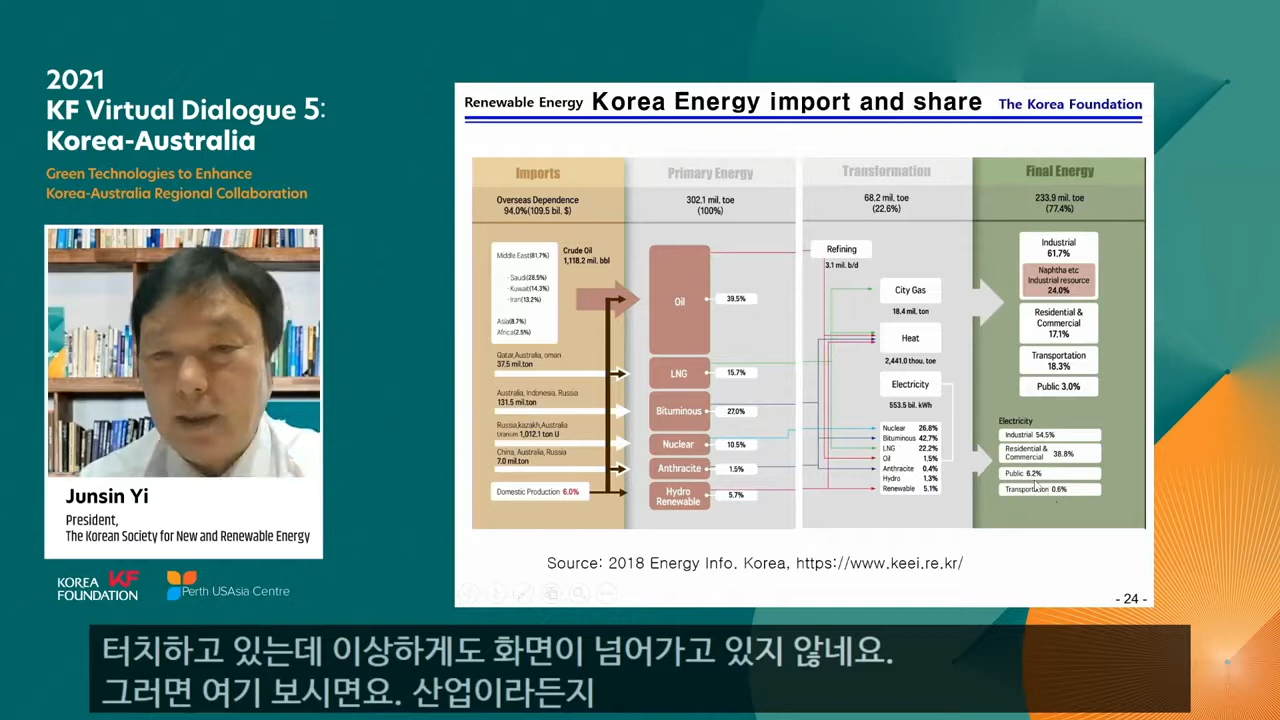 2021
KF Virtual Dialogue 5:
Korea-Australia
Green Technologies to Enhance
Korea-Australia Regional Collaboration
Junsin Yi
President,
The Korean Society for New and Renewable Energy
KOREA KF
FOUNDATION
Perth USAsia Centre
Renewable Energy Korea Energy import and share The Korea Foundation
Imports
Overseas Dependence
94.0%(109.5 bil. $)
Middle East(81.7%)
- Saudi(28.5%)
- Kuwait(14.3%)
- Iran(13.2%)
Asia(8.7%)
Africa(2.5%)
Crude Oil
1,118.2 mil. bbl
Qatar,Australia, oman
37.5 mil.ton
Australia, Indonesia, Russia
131.5 mil.ton
Russia,kazakh,Australia
Uranium 1,012.1 ton U
China, Australia, Russia
7.0 mil.ton
Domestic Production 6.0%
Primary Energy
302.1 mil. toe
(100%)
Oil 39.5%
LNG 15.7%
Bituminous 27.0%
Nuclear 10.5%
Anthracite 1.5%
Hydro
Renewable 5.7%
Transformation
68.2 mil. toe
(22.6%)
Refining
3.1 mil. b/d
City Gas
18.4 mil. ton
Heat
2,441.0 thou, toe
Electricity
553.5 bil. kWh
Nuclear 26.8%
Bituminous 42.7%
LNG 22.2%
Oil 1.5%
Anthracite 0.4%
Hydro 1.3%
Renewable 5.1%
Final Energy
233.9 mil. toe
(77.4%)
Industrial
61.7%
Naphtha etc
Industrial resource
24.0%
Residential &
Commercial
17.1%
Transportation
18.3%
Public 3.0%
Electricity
Industrial 54.5%
Residential &
Commercial 38.8%
Public 6.2%
Transportation 0.6%
Source: 2018 Energy Info. Korea, https://www.keei.re.kr/
- 24 -
터치하고 있는데 이상하게도 화면이 넘어가고 있지 않네요.
그러면 여기 보시면요. 산업이라든지